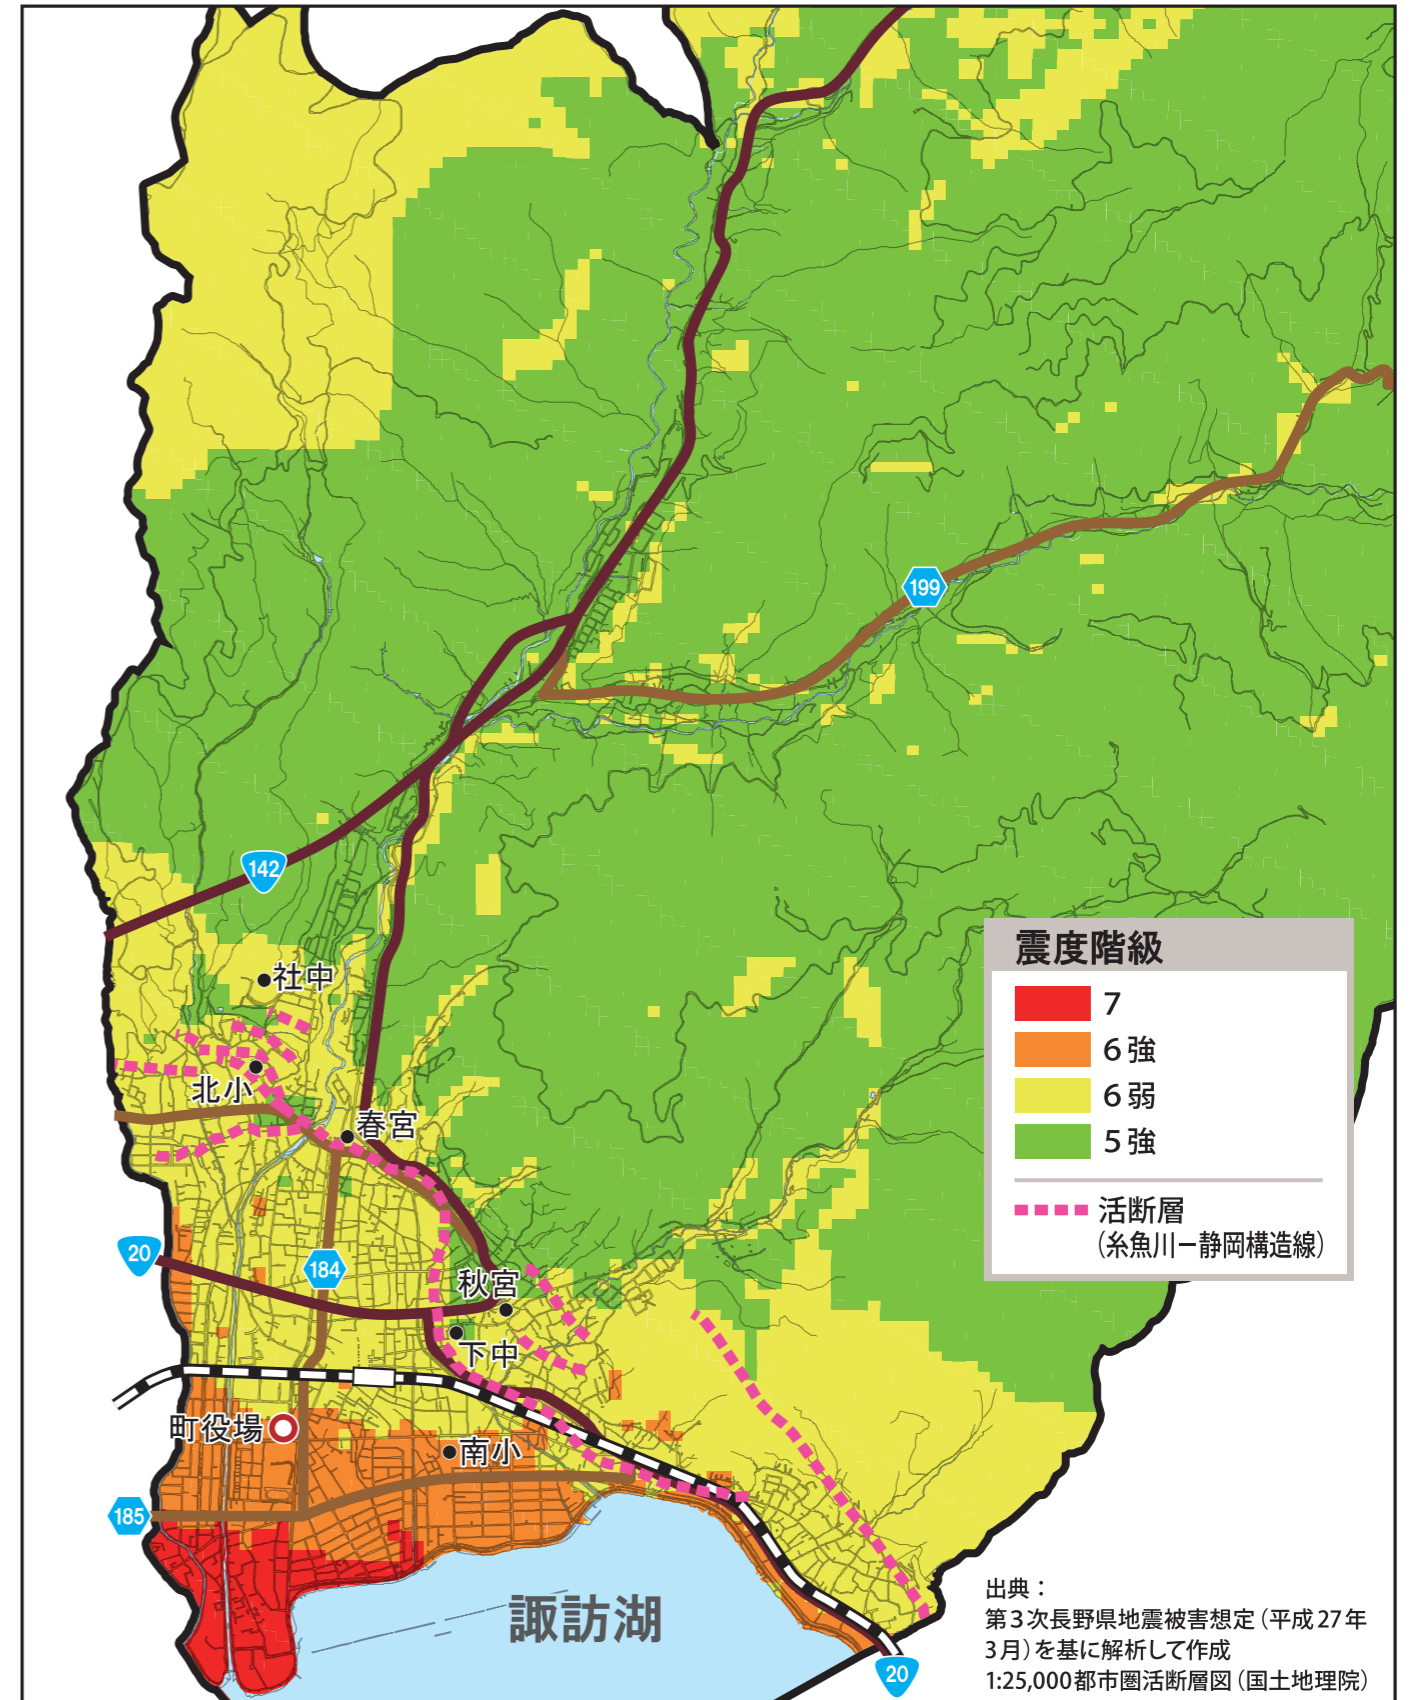 199
142
社中
北小
春宮
20
184
秋宮
下中
町役場
南小
185
諏訪湖
20
震度階級
7
6強
6弱
5強
活断層
(糸魚川ー静岡構造線)
出典：
第3次長野県地震被害想定(平成27年
3月)を基に解析して作成
1:25,000都市圏活断層図(国土地理院)